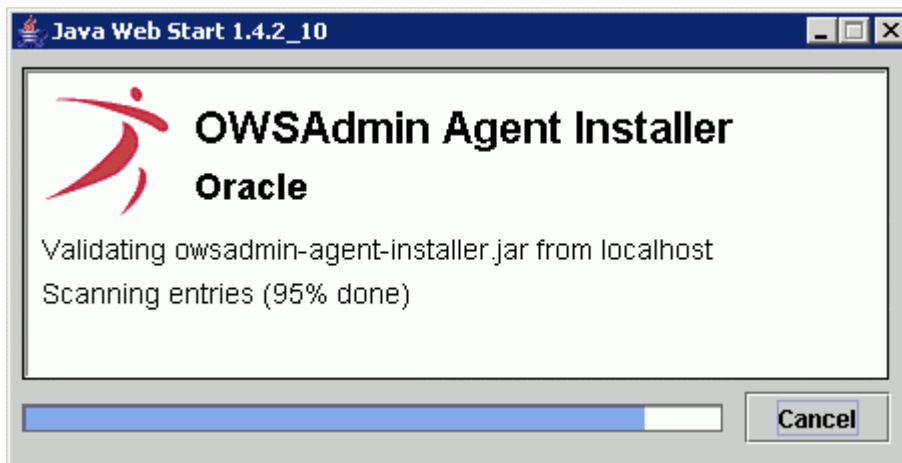 Java Web Start 1.4.2_10
OWSAdmin Agent Installer
Oracle
Validating owsadmin-agent-installer.jar from localhost
Scanning entries (95% done)
Cancel